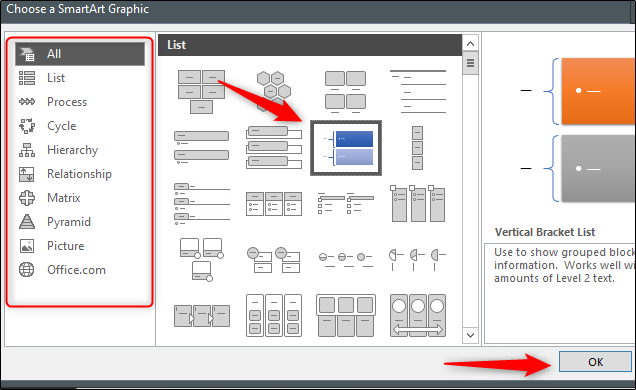 Choose a SmartArt Graphic
All
List
Process
Cycle
Hierarchy
Relationship
Matrix
Pyramid
Picture
Office.com
List
Vertical Bracket List
Use to show grouped block
information. Works well wi
amounts of Level 2 text.
OK